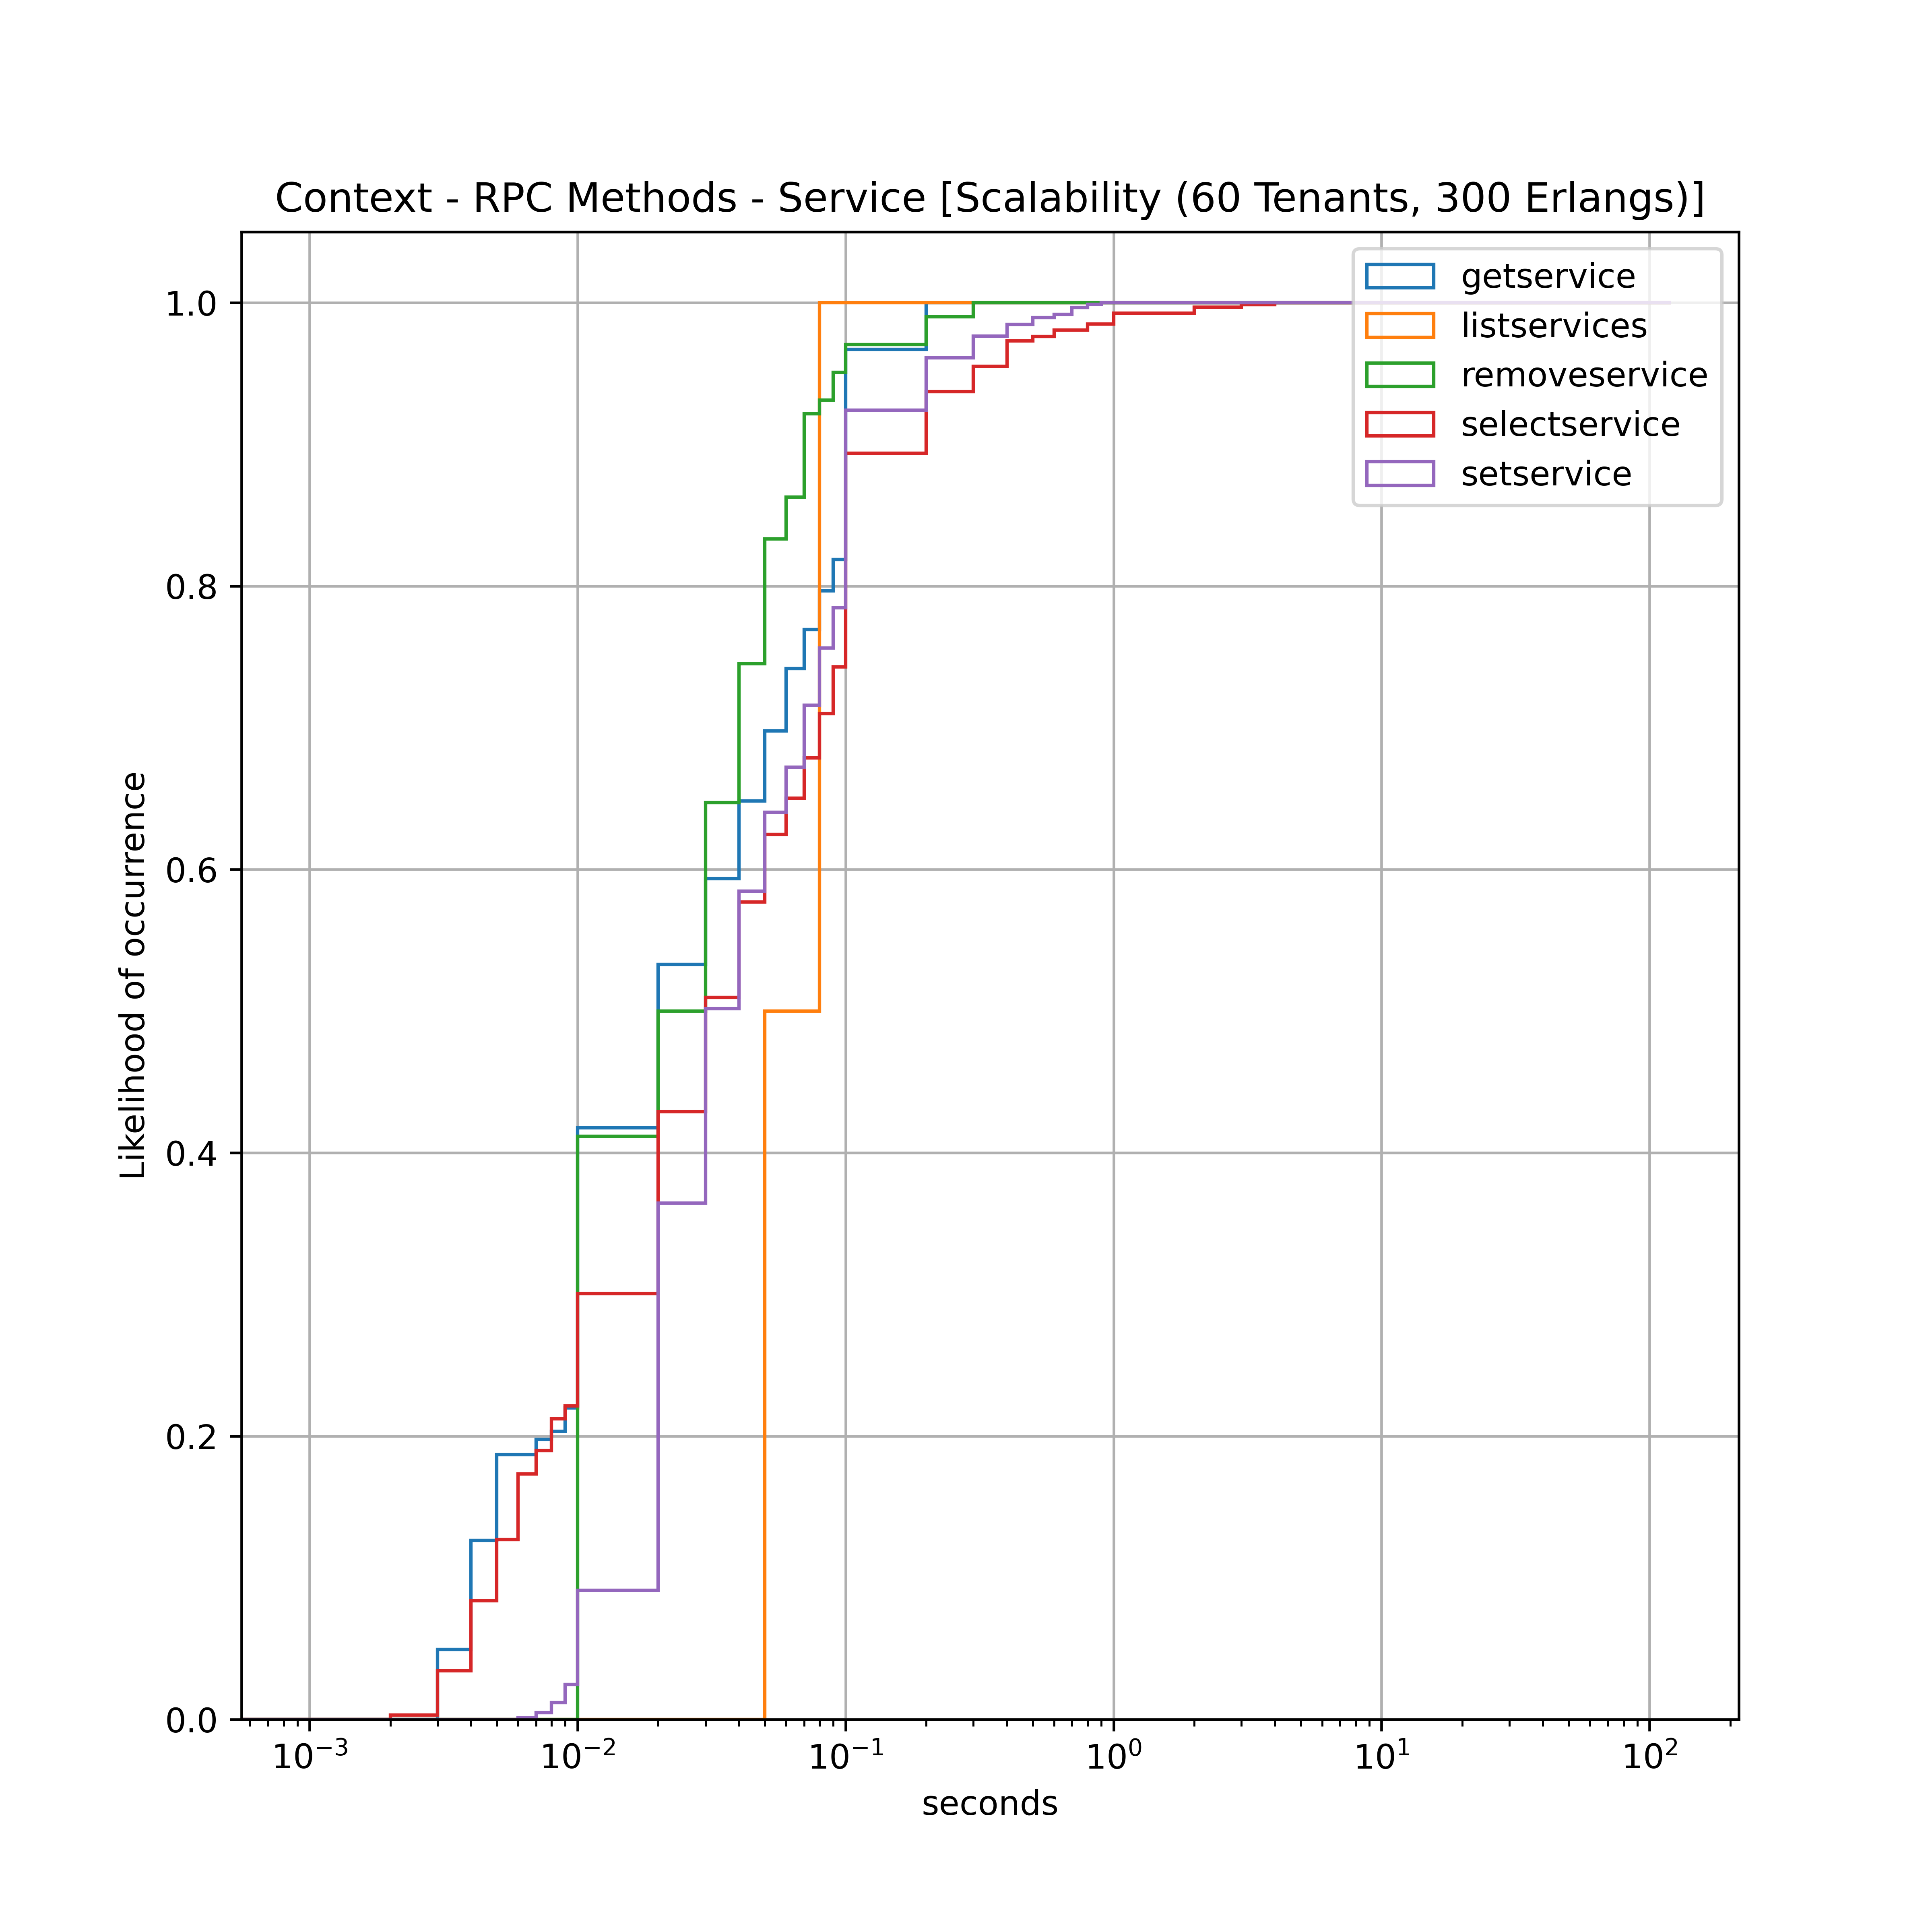 Context - RPC Methods - Service [Scalability (60 Tenants, 300 Erlangs)]
getservice
listservices
removeservice
selectservice
setservice
Likelihood of occurrence
1.0
0.8
0.6
0.4
0.2
0.0
10⁻³ 10⁻² 10⁻¹ 10⁰ 10¹ 10²
seconds